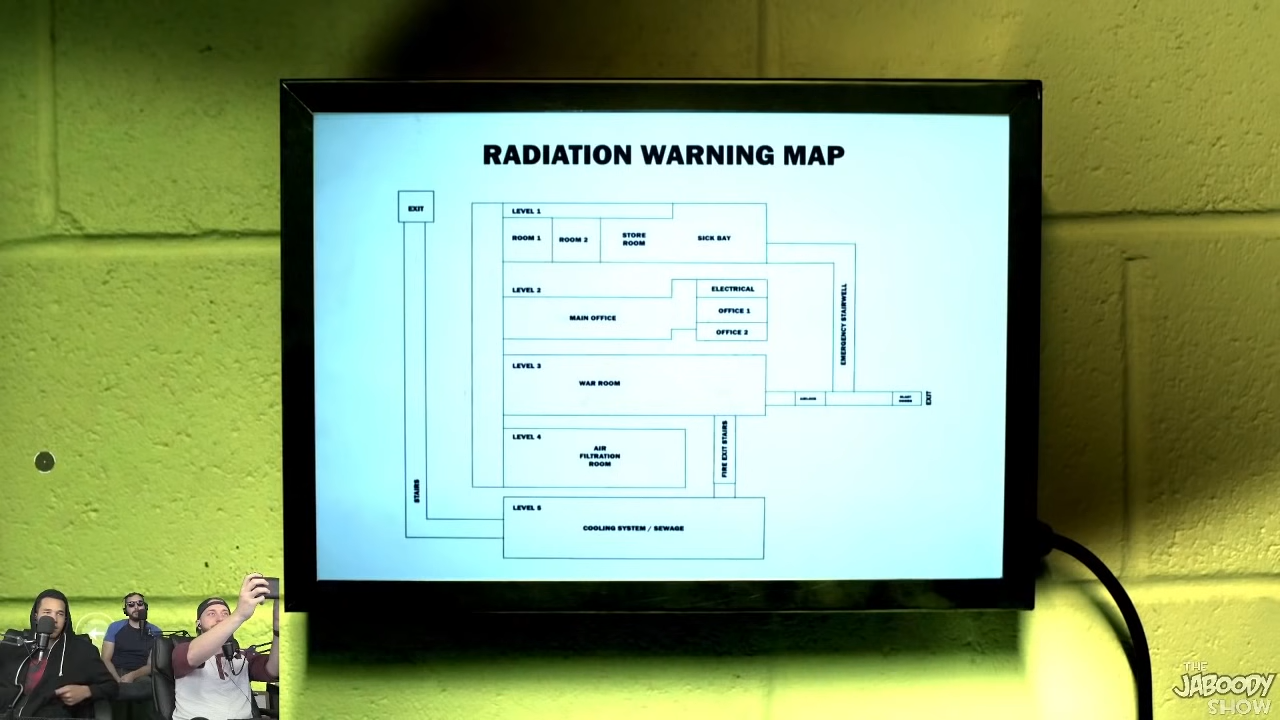 RADIATION WARNING MAP
EXIT
LEVEL 1
ROOM 1
ROOM 2
STORE
ROOM
SICK BAY
LEVEL 2
MAIN OFFICE
ELECTRICAL
OFFICE 1
OFFICE 2
EMERGENCY STAIRWELL
LEVEL 3
WAR ROOM
AIRLOCK
BLAST
DOORS
EXIT
LEVEL 4
AIR
FILTRATION
ROOM
FIRE EXIT STAIRS
STAIRS
LEVEL 5
COOLING SYSTEM / SEWAGE
THE
JABOODY
SHOW